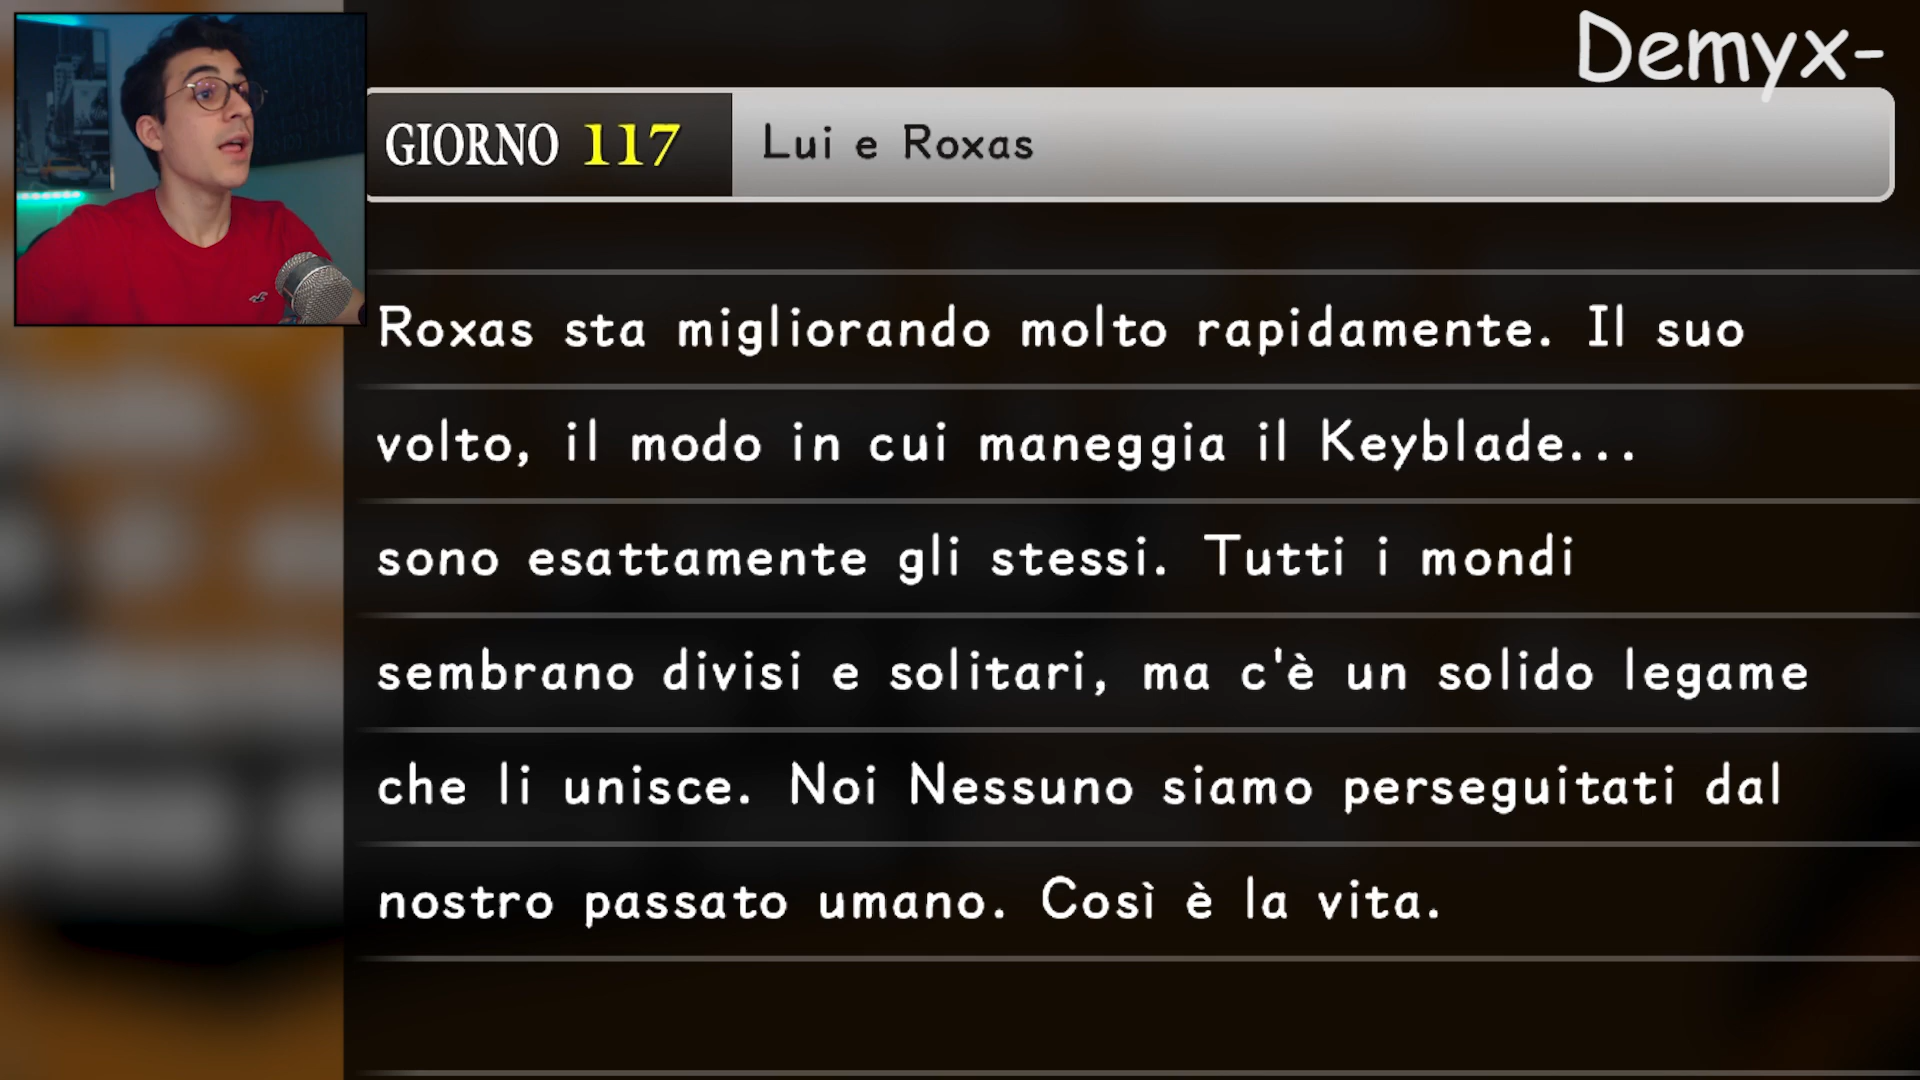 Demyx-
GIORNO 117 Lui e Roxas
Roxas sta migliorando molto rapidamente. Il suo
volto, il modo in cui maneggia il Keyblade...
sono esattamente gli stessi. Tutti i mondi
sembrano divisi e solitari, ma c'è un solido legame
che li unisce. Noi Nessuno siamo perseguitati dal
nostro passato umano. Così è la vita.